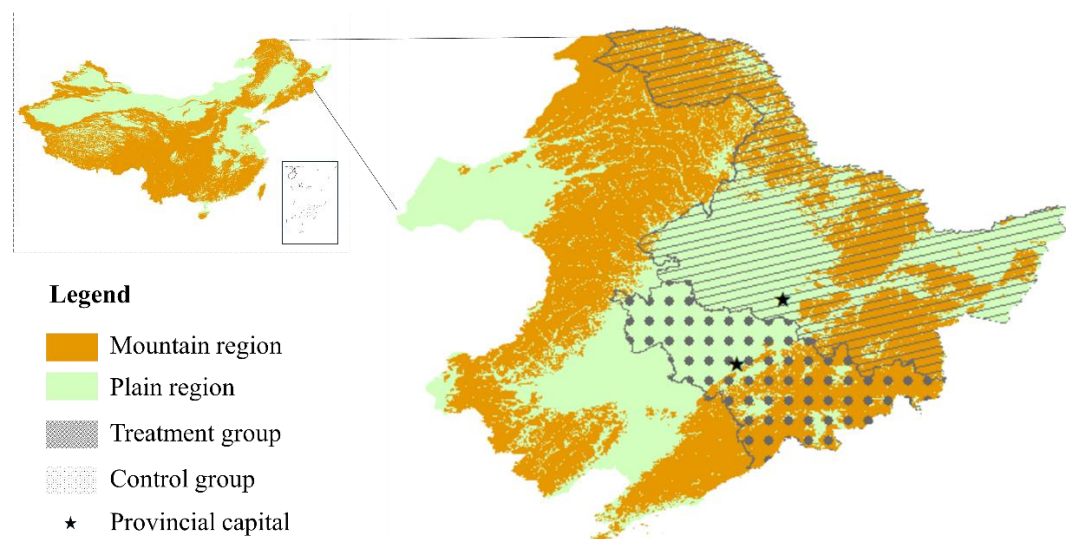 Legend
Mountain region
Plain region
Treatment group
Control group
Provincial capital